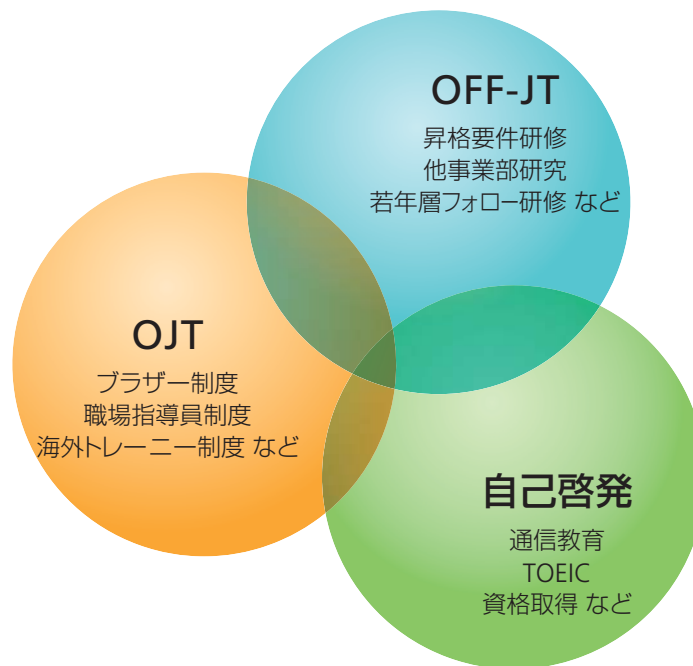 OFF-JT
昇格要件研修
他事業部研究
若年層フォロー研修 など
OJT
ブラザー制度
職場指導員制度
海外トレーニー制度 など
自己啓発
通信教育
TOEIC
資格取得 など